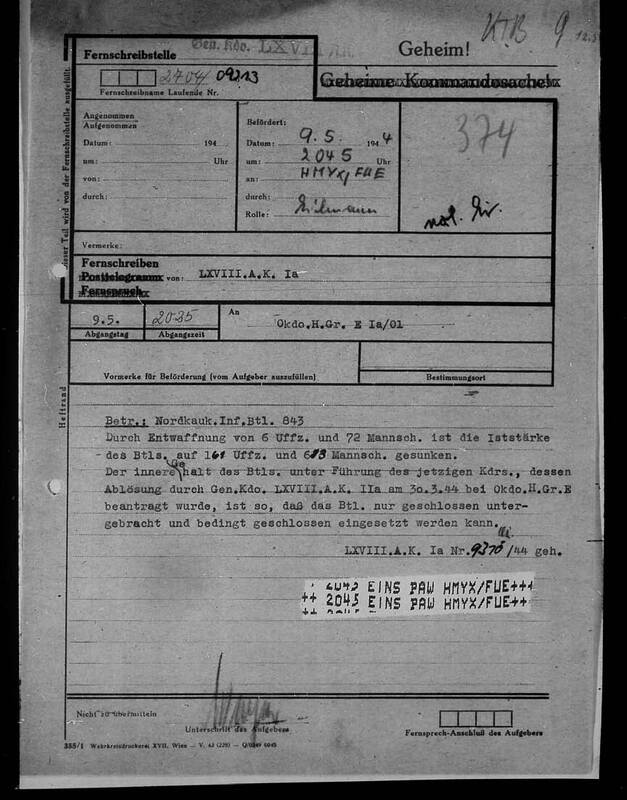 KTB 9
Gen. Kdo. LXVIII. A.K.
Geheim!
Fernschreibstelle
2704 09213
Fernschreibname Laufende Nr.
Geheime Kommandosache!
Dieser Teil wird von der Fernschreibstelle ausgefüllt.
Angenommen
Aufgenommen
Datum: 194
um: Uhr
von:
durch:
Befördert:
Datum: 9.5. 1944
um: 2045 Uhr
an: HMYX/FUE
durch:
Rolle:
374
Vermerke:
Fernschreiben
Posttelegramm von: LXVIII.A.K. Ia
Fernspruch
9.5.
Abgangstag
2035
Abgangszeit
An
Okdo.H.Gr. E Ia/O1
Vormerke für Beförderung (vom Aufgeber auszufüllen)
Bestimmungsort
Heftrand
Betr.: Nordkauk.Inf.Btl. 843
Durch Entwaffnung von 6 Uffz. und 72 Mannsch. ist die Iststärke
des Btls. auf Uffz. und Mannsch. gesunken.
Der innere Gehalt des Btls. unter Führung des jetzigen Kdrs., dessen
Ablösung durch Gen.Kdo. LXVIII.A.K. IIa am 30.3.44 bei Okdo.H.Gr.E
beantragt wurde, ist so, daß das Btl. nur geschlossen unter-
gebracht und bedingt geschlossen eingesetzt werden kann.
LXVIII.A.K. Ia Nr. /44 geh.
2045 EINS PAW HMYX/FUE+++
++ 2045 EINS PAW HMYX/FUE++
Nicht zu übermitteln
Unterschrift des Aufgebers
Fernsprech-Anschluß des Aufgebers
355/1 Wehrkreisdruckerei XVII, Wien